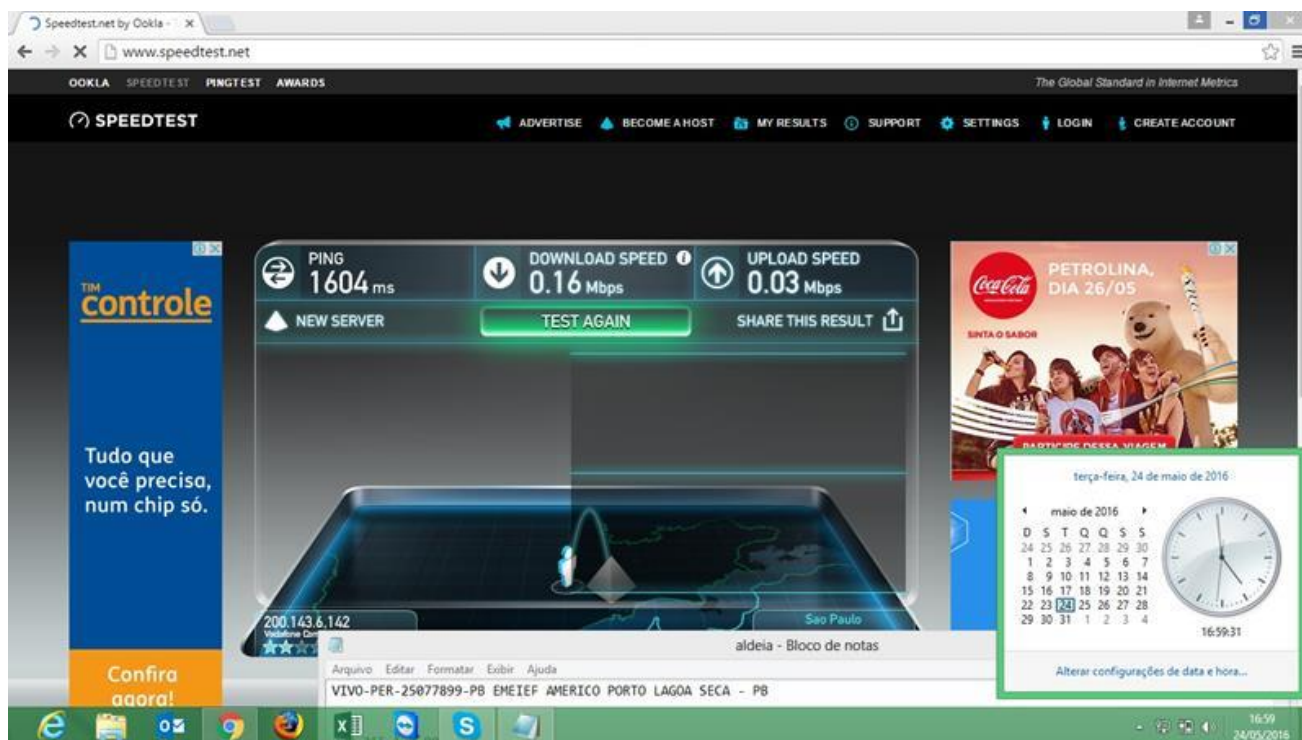 Speedtest.net by Ookla -
www.speedtest.net
OOKLA SPEEDTEST PINGTEST AWARDS
The Global Standard in Internet Metrics
SPEEDTEST
ADVERTISE BECOME A HOST MY RESULTS SUPPORT SETTINGS LOGIN CREATE ACCOUNT
PING
1604 ms
DOWNLOAD SPEED
0.16 Mbps
UPLOAD SPEED
0.03 Mbps
NEW SERVER
TEST AGAIN
SHARE THIS RESULT
TIM
controle
Tudo que
você precisa,
num chip só.
Confira
agora!
Coca-Cola
SINTA O SABOR
PETROLINA,
DIA 26/05
PARTICIPE DESSA VIAGEM
200.143.6.142
Sao Paulo
aldeia - Bloco de notas
Arquivo Editar Formatar Exibir Ajuda
VIVO-PER-25077899-PB EMEIEF AMERICO PORTO LAGOA SECA - PB
terça-feira, 24 de maio de 2016
maio de 2016
D S T Q Q S S
24 25 26 27 28 29 30
1 2 3 4 5 6 7
8 9 10 11 12 13 14
15 16 17 18 19 20 21
22 23 24 25 26 27 28
29 30 31 1 2 3 4
16:59:31
Alterar configurações de data e hora...
16:59
24/05/2016